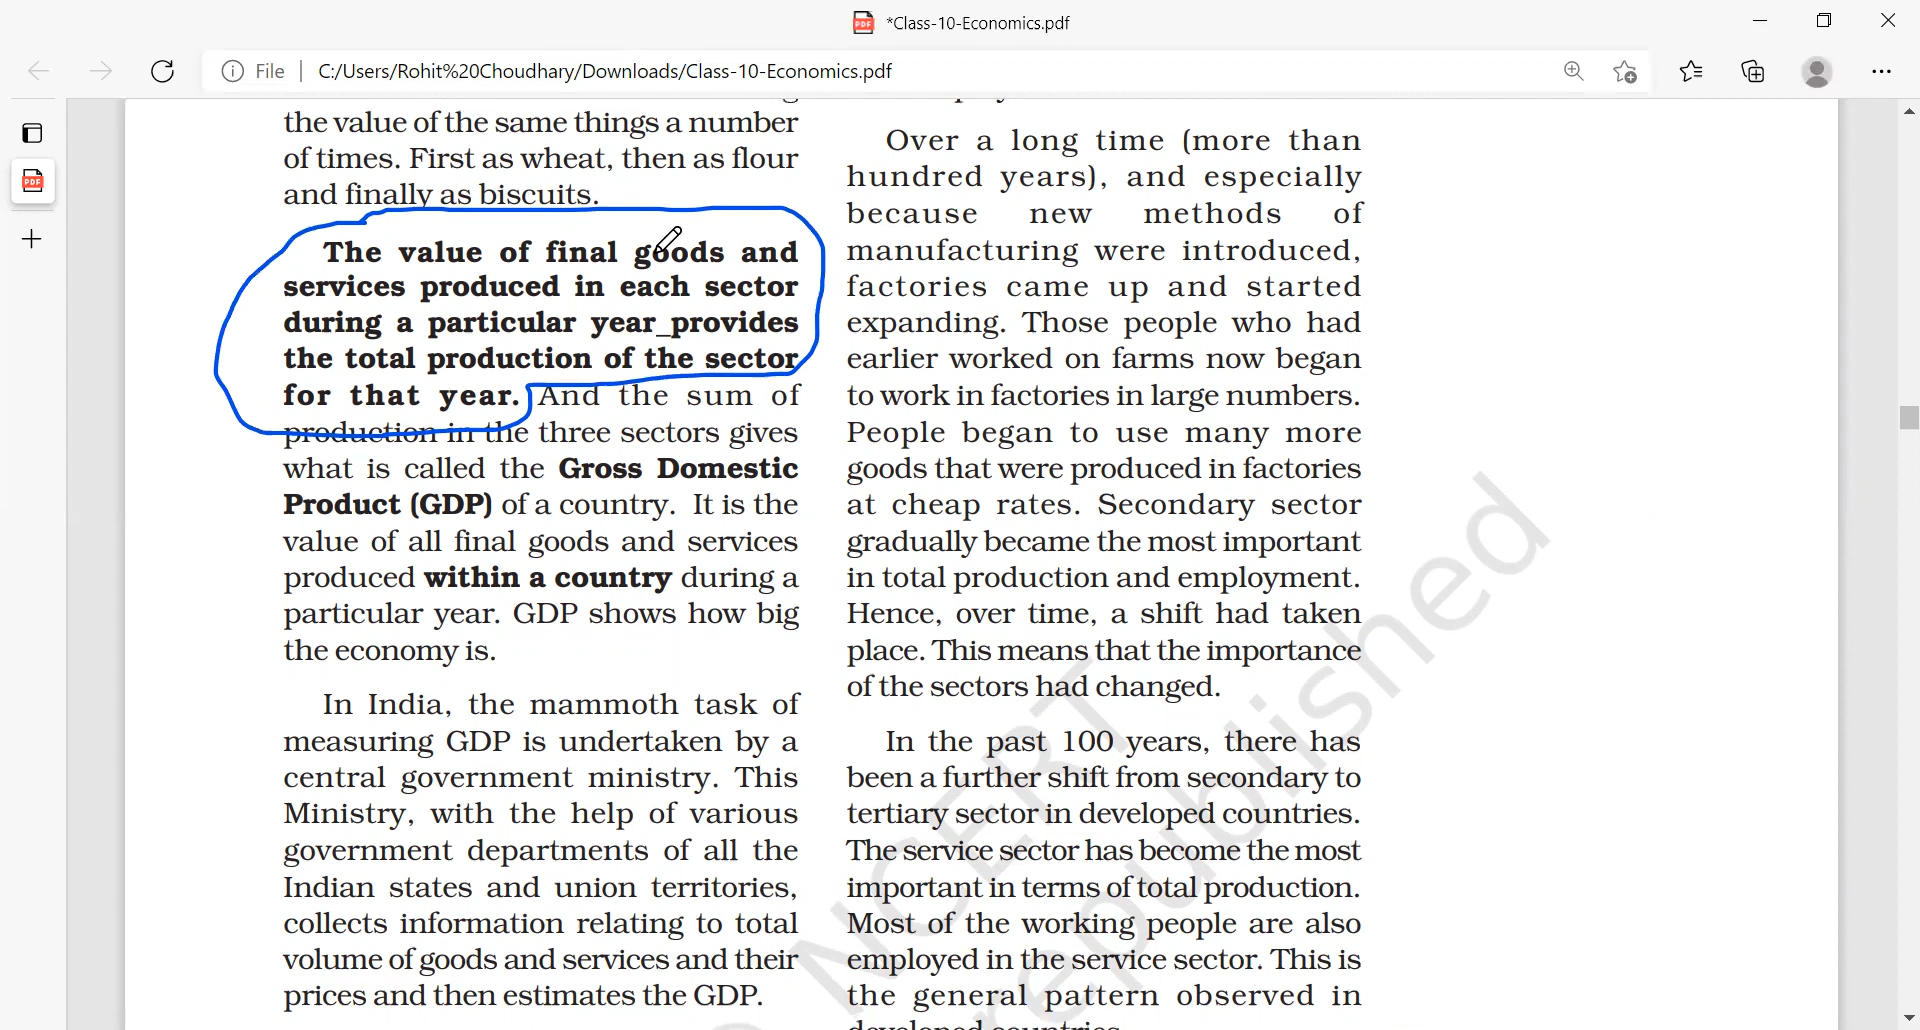 *Class-10-Economics.pdf
File
C:/Users/Rohit%20Choudhary/Downloads/Class-10-Economics.pdf
the value of the same things a number
of times. First as wheat, then as flour
and finally as biscuits.
The value of final goods and
services produced in each sector
during a particular year_provides
the total production of the sector
for that year. And the sum of
production in the three sectors gives
what is called the Gross Domestic
Product (GDP) of a country. It is the
value of all final goods and services
produced within a country during a
particular year. GDP shows how big
the economy is.
In India, the mammoth task of
measuring GDP is undertaken by a
central government ministry. This
Ministry, with the help of various
government departments of all the
Indian states and union territories,
collects information relating to total
volume of goods and services and their
prices and then estimates the GDP.
Over a long time (more than
hundred years), and especially
because new methods of
manufacturing were introduced,
factories came up and started
expanding. Those people who had
earlier worked on farms now began
to work in factories in large numbers.
People began to use many more
goods that were produced in factories
at cheap rates. Secondary sector
gradually became the most important
in total production and employment.
Hence, over time, a shift had taken
place. This means that the importance
of the sectors had changed.
In the past 100 years, there has
been a further shift from secondary to
tertiary sector in developed countries.
The service sector has become the most
important in terms of total production.
Most of the working people are also
employed in the service sector. This is
the general pattern observed in
developed countries.
NCERT
republished